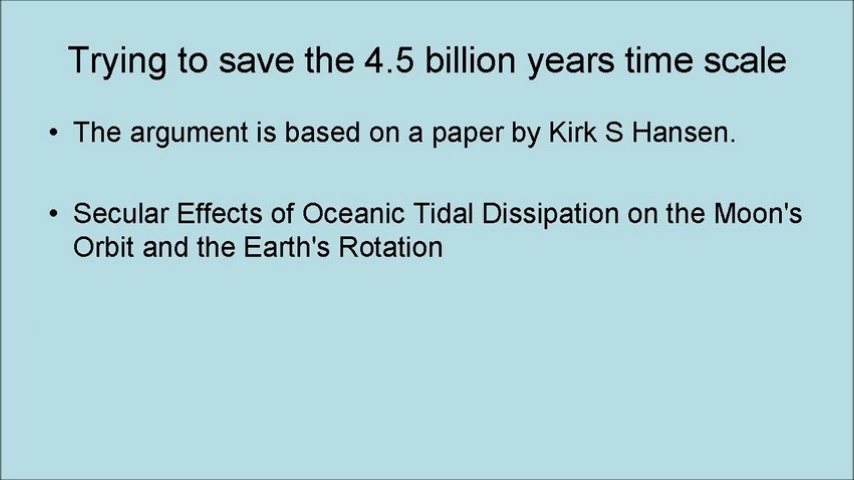 Trying to save the 4.5 billion years time scale
• The argument is based on a paper by Kirk S Hansen.
• Secular Effects of Oceanic Tidal Dissipation on the Moon's
Orbit and the Earth's Rotation